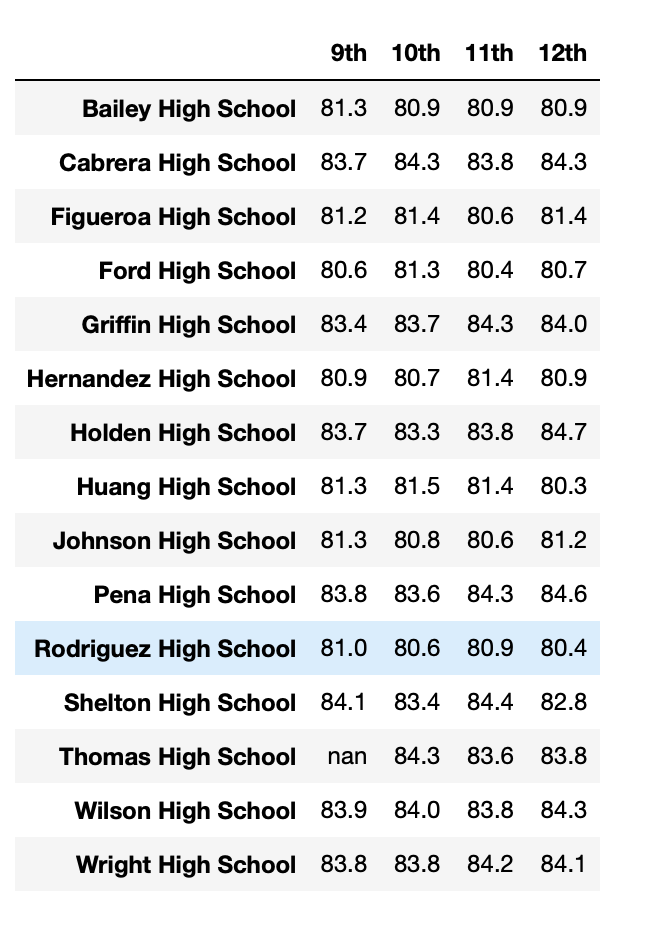 9th 10th 11th 12th
Bailey High School 81.3 80.9 80.9 80.9
Cabrera High School 83.7 84.3 83.8 84.3
Figueroa High School 81.2 81.4 80.6 81.4
Ford High School 80.6 81.3 80.4 80.7
Griffin High School 83.4 83.7 84.3 84.0
Hernandez High School 80.9 80.7 81.4 80.9
Holden High School 83.7 83.3 83.8 84.7
Huang High School 81.3 81.5 81.4 80.3
Johnson High School 81.3 80.8 80.6 81.2
Pena High School 83.8 83.6 84.3 84.6
Rodriguez High School 81.0 80.6 80.9 80.4
Shelton High School 84.1 83.4 84.4 82.8
Thomas High School nan 84.3 83.6 83.8
Wilson High School 83.9 84.0 83.8 84.3
Wright High School 83.8 83.8 84.2 84.1